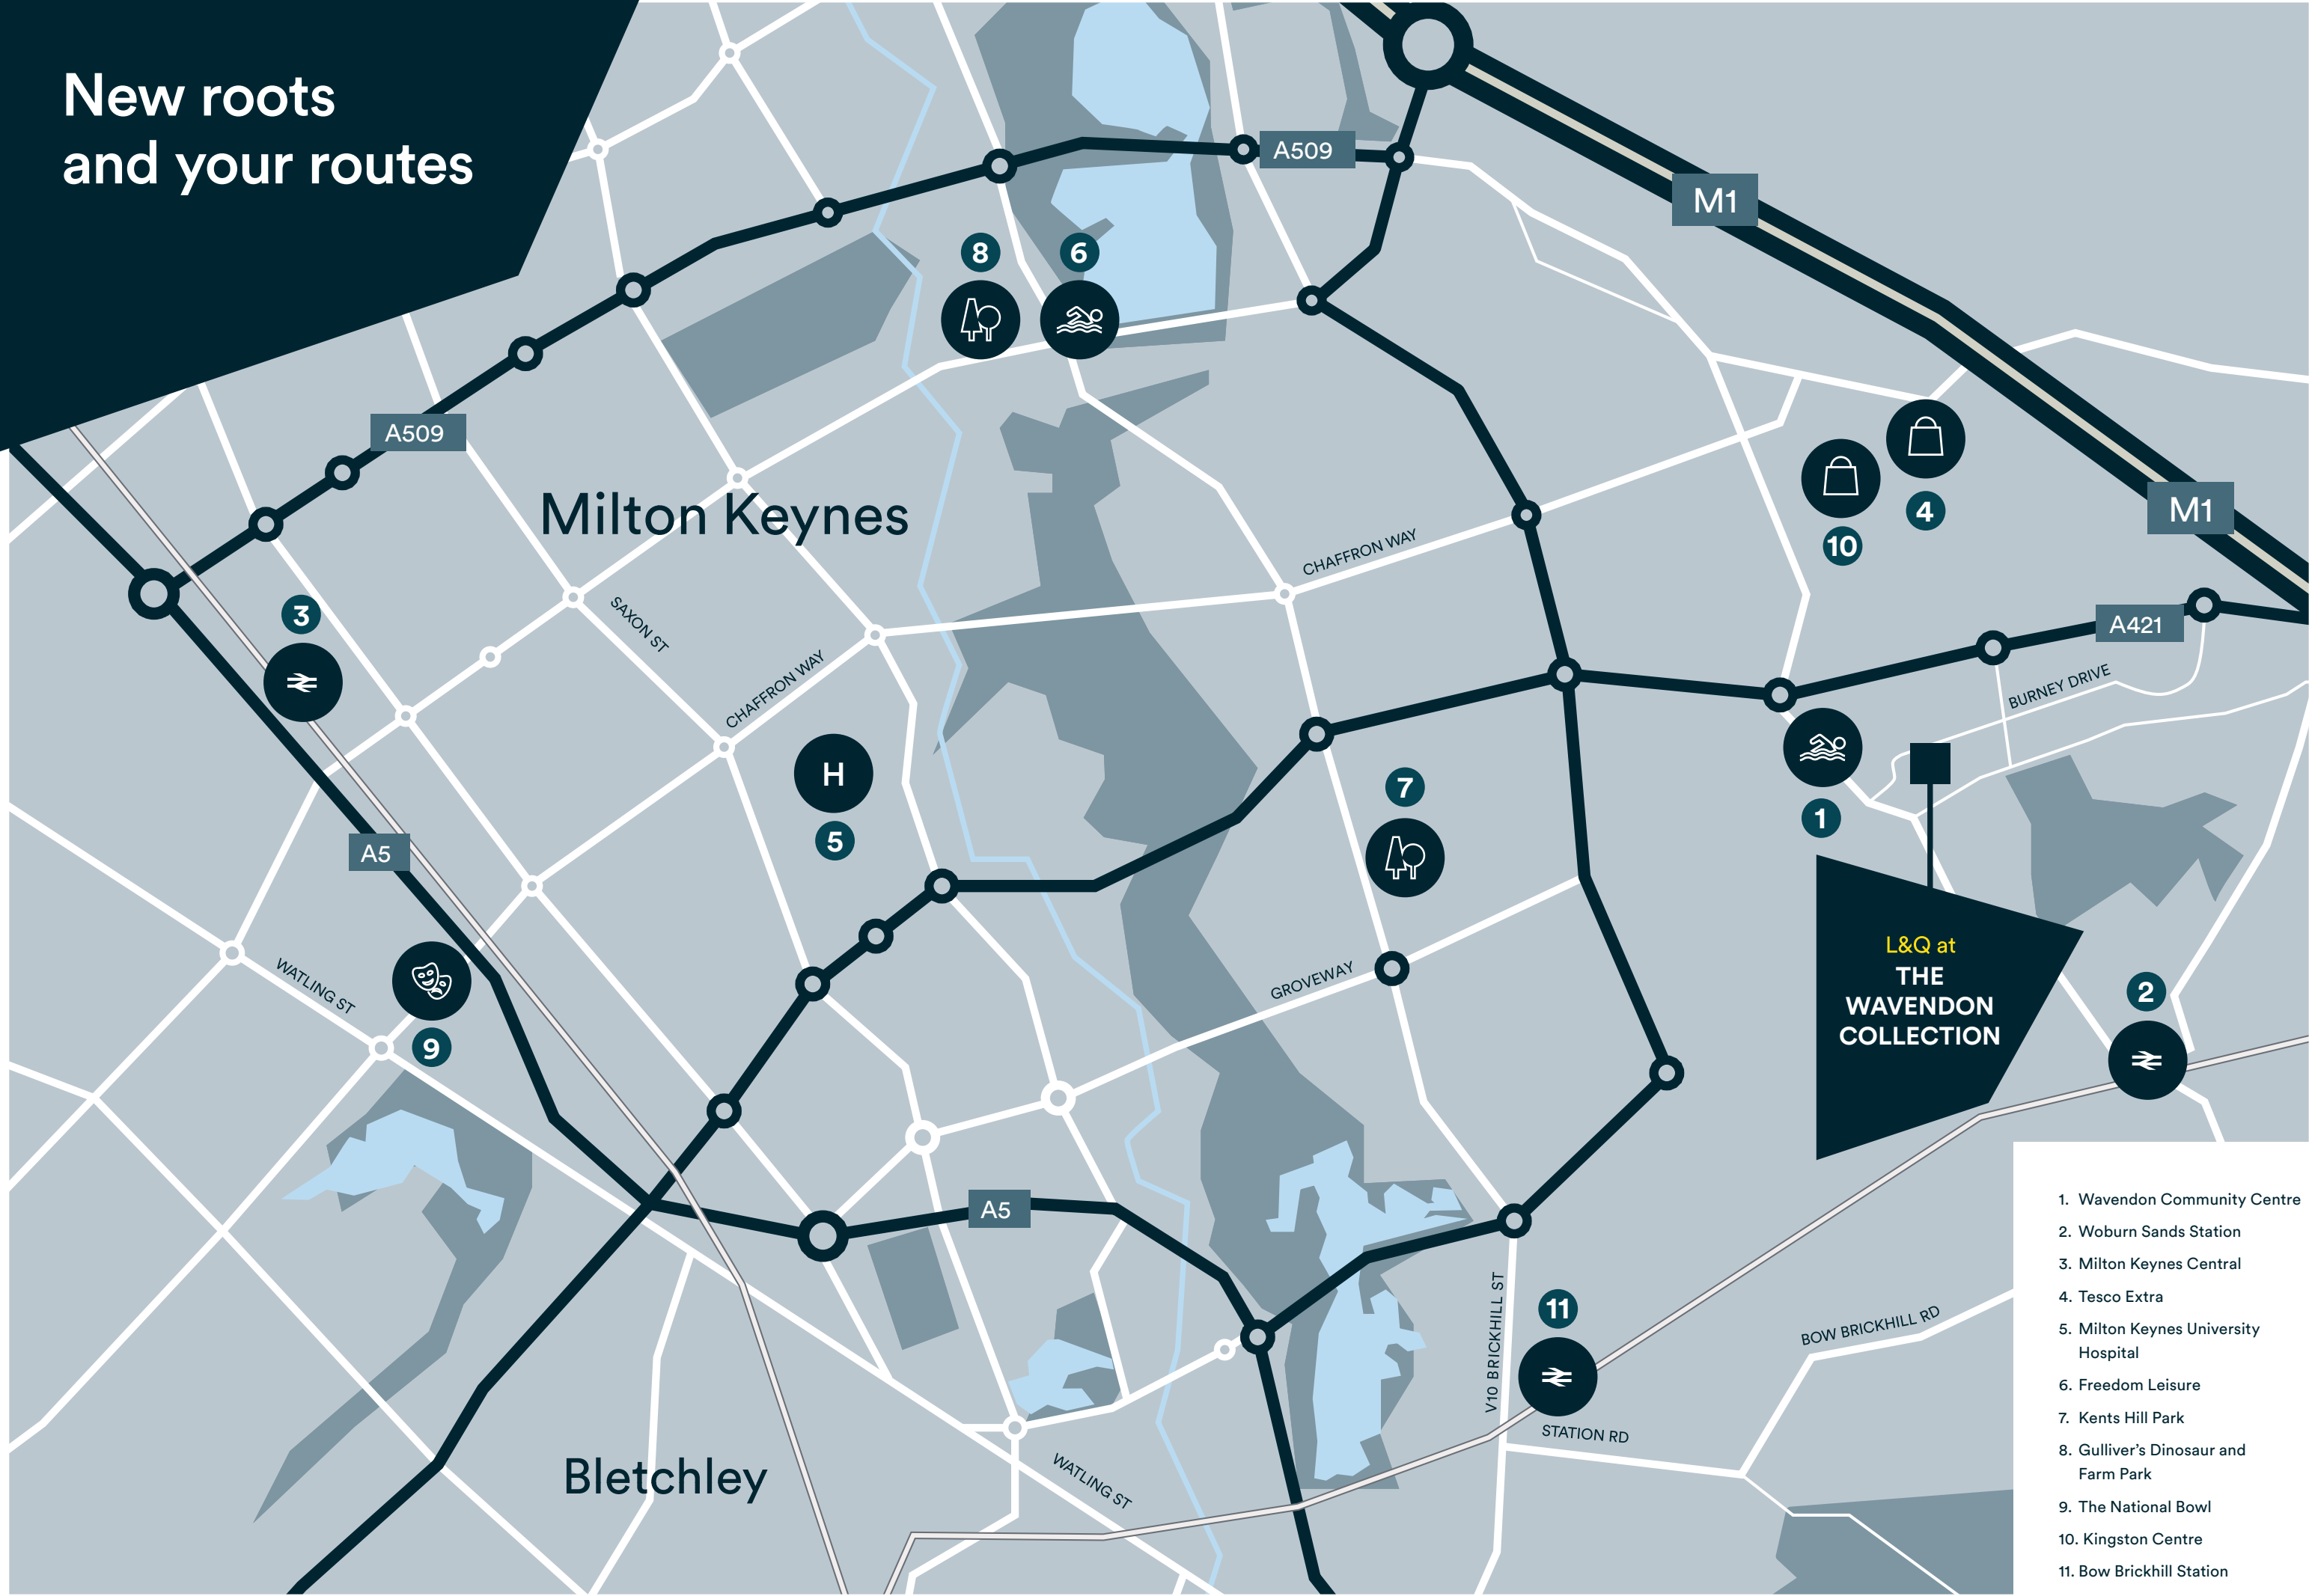 New roots
and your routes
A509
M1
8
6
A509
Milton Keynes
4
10
M1
CHAFFRON WAY
3
SAXON ST
A421
CHAFFRON WAY
BURNEY DRIVE
H
5
7
1
A5
L&Q at
THE
WAVENDON
COLLECTION
WATLING ST
GROVEWAY
2
9
A5
V10 BRICKHILL ST
11
BOW BRICKHILL RD
STATION RD
Bletchley
WATLING ST
1. Wavendon Community Centre
2. Woburn Sands Station
3. Milton Keynes Central
4. Tesco Extra
5. Milton Keynes University
Hospital
6. Freedom Leisure
7. Kents Hill Park
8. Gulliver's Dinosaur and
Farm Park
9. The National Bowl
10. Kingston Centre
11. Bow Brickhill Station